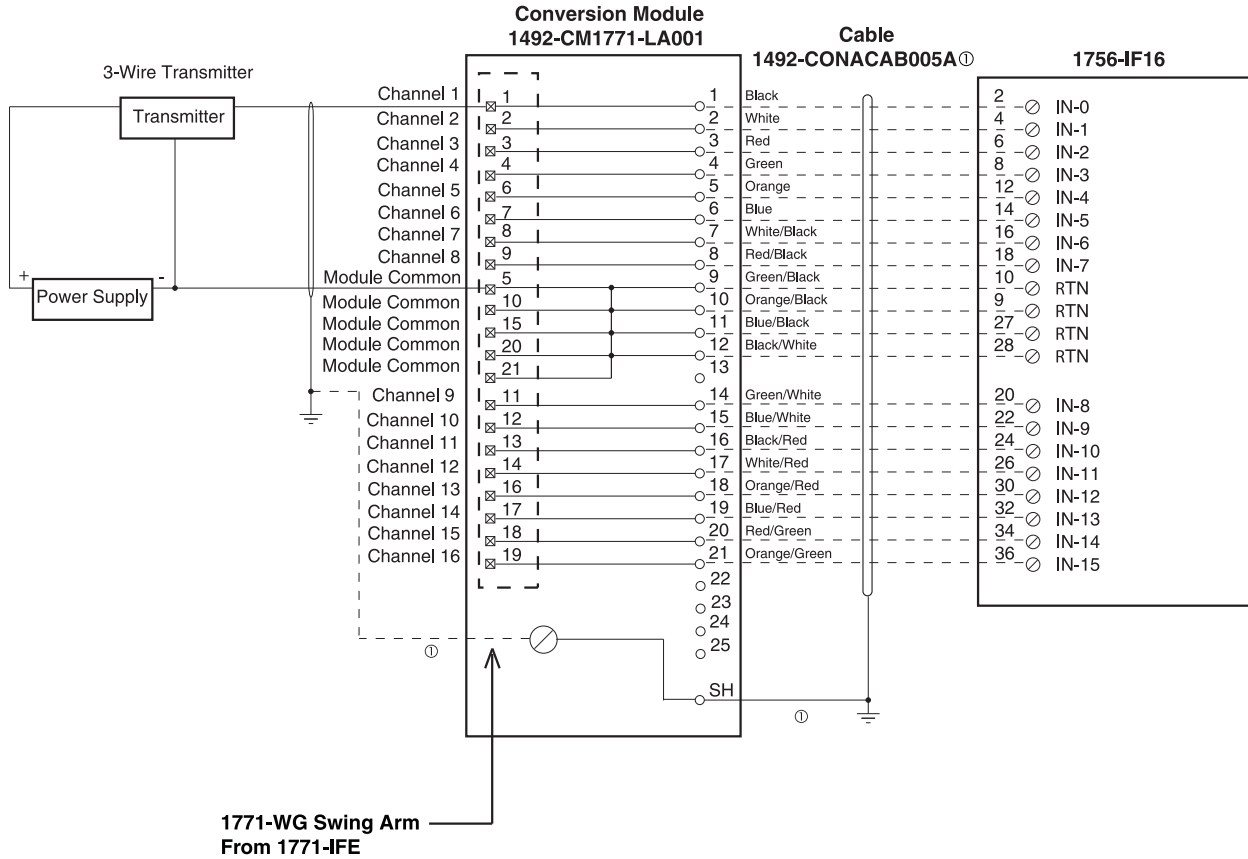 Conversion Module
1492-CM1771-LA001
Cable
1492-CONACAB005A①
1756-IF16
3-Wire Transmitter
Transmitter
+
-
Power Supply
Channel 1 1 1 Black 2 IN-0
Channel 2 2 2 White 4 IN-1
Channel 3 3 3 Red 6 IN-2
Channel 4 4 4 Green 8 IN-3
Channel 5 6 5 Orange 12 IN-4
Channel 6 7 6 Blue 14 IN-5
Channel 7 8 7 White/Black 16 IN-6
Channel 8 9 8 Red/Black 18 IN-7
Module Common 5 9 Green/Black 10 RTN
Module Common 10 10 Orange/Black 9 RTN
Module Common 15 11 Blue/Black 27 RTN
Module Common 20 12 Black/White 28 RTN
Module Common 21 13
Channel 9 11 14 Green/White 20 IN-8
Channel 10 12 15 Blue/White 22 IN-9
Channel 11 13 16 Black/Red 24 IN-10
Channel 12 14 17 White/Red 26 IN-11
Channel 13 16 18 Orange/Red 30 IN-12
Channel 14 17 19 Blue/Red 32 IN-13
Channel 15 18 20 Red/Green 34 IN-14
Channel 16 19 21 Orange/Green 36 IN-15
22
23
24
25
①
SH
①
1771-WG Swing Arm
From 1771-IFE